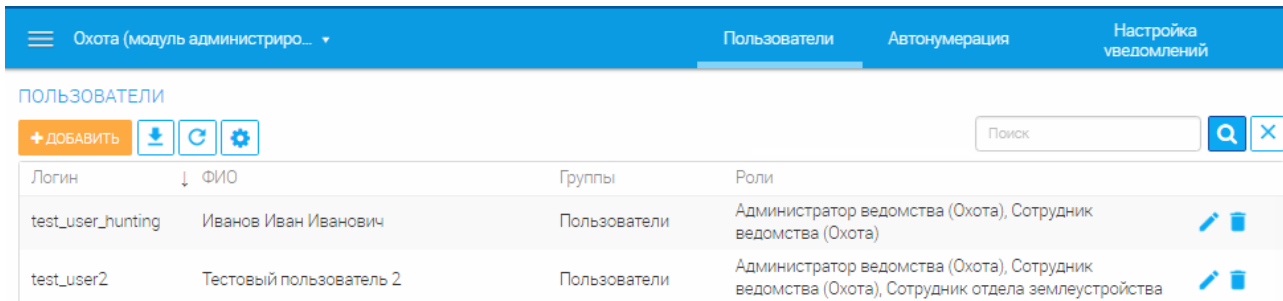 Охота (модуль администриро... Пользователи Автонумерация Настройка уведомлений
ПОЛЬЗОВАТЕЛИ
+ ДОБАВИТЬ Поиск
Логин ↓ ФИО Группы Роли
test_user_hunting Иванов Иван Иванович Пользователи Администратор ведомства (Охота), Сотрудник
ведомства (Охота)
test_user2 Тестовый пользователь 2 Пользователи Администратор ведомства (Охота), Сотрудник
ведомства (Охота), Сотрудник отдела землеустройства